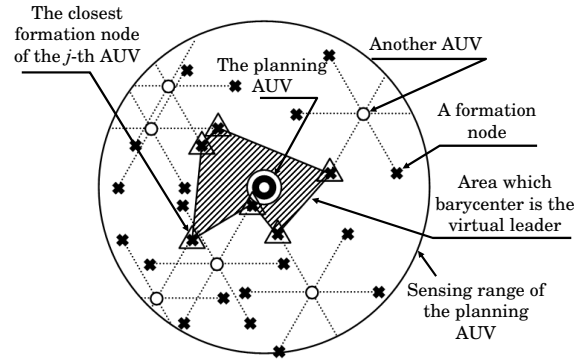 The closest
formation node
of the j-th AUV
The planning
AUV
Another AUV
A formation
node
Area which
barycenter is the
virtual leader
Sensing range of
the planning
AUV